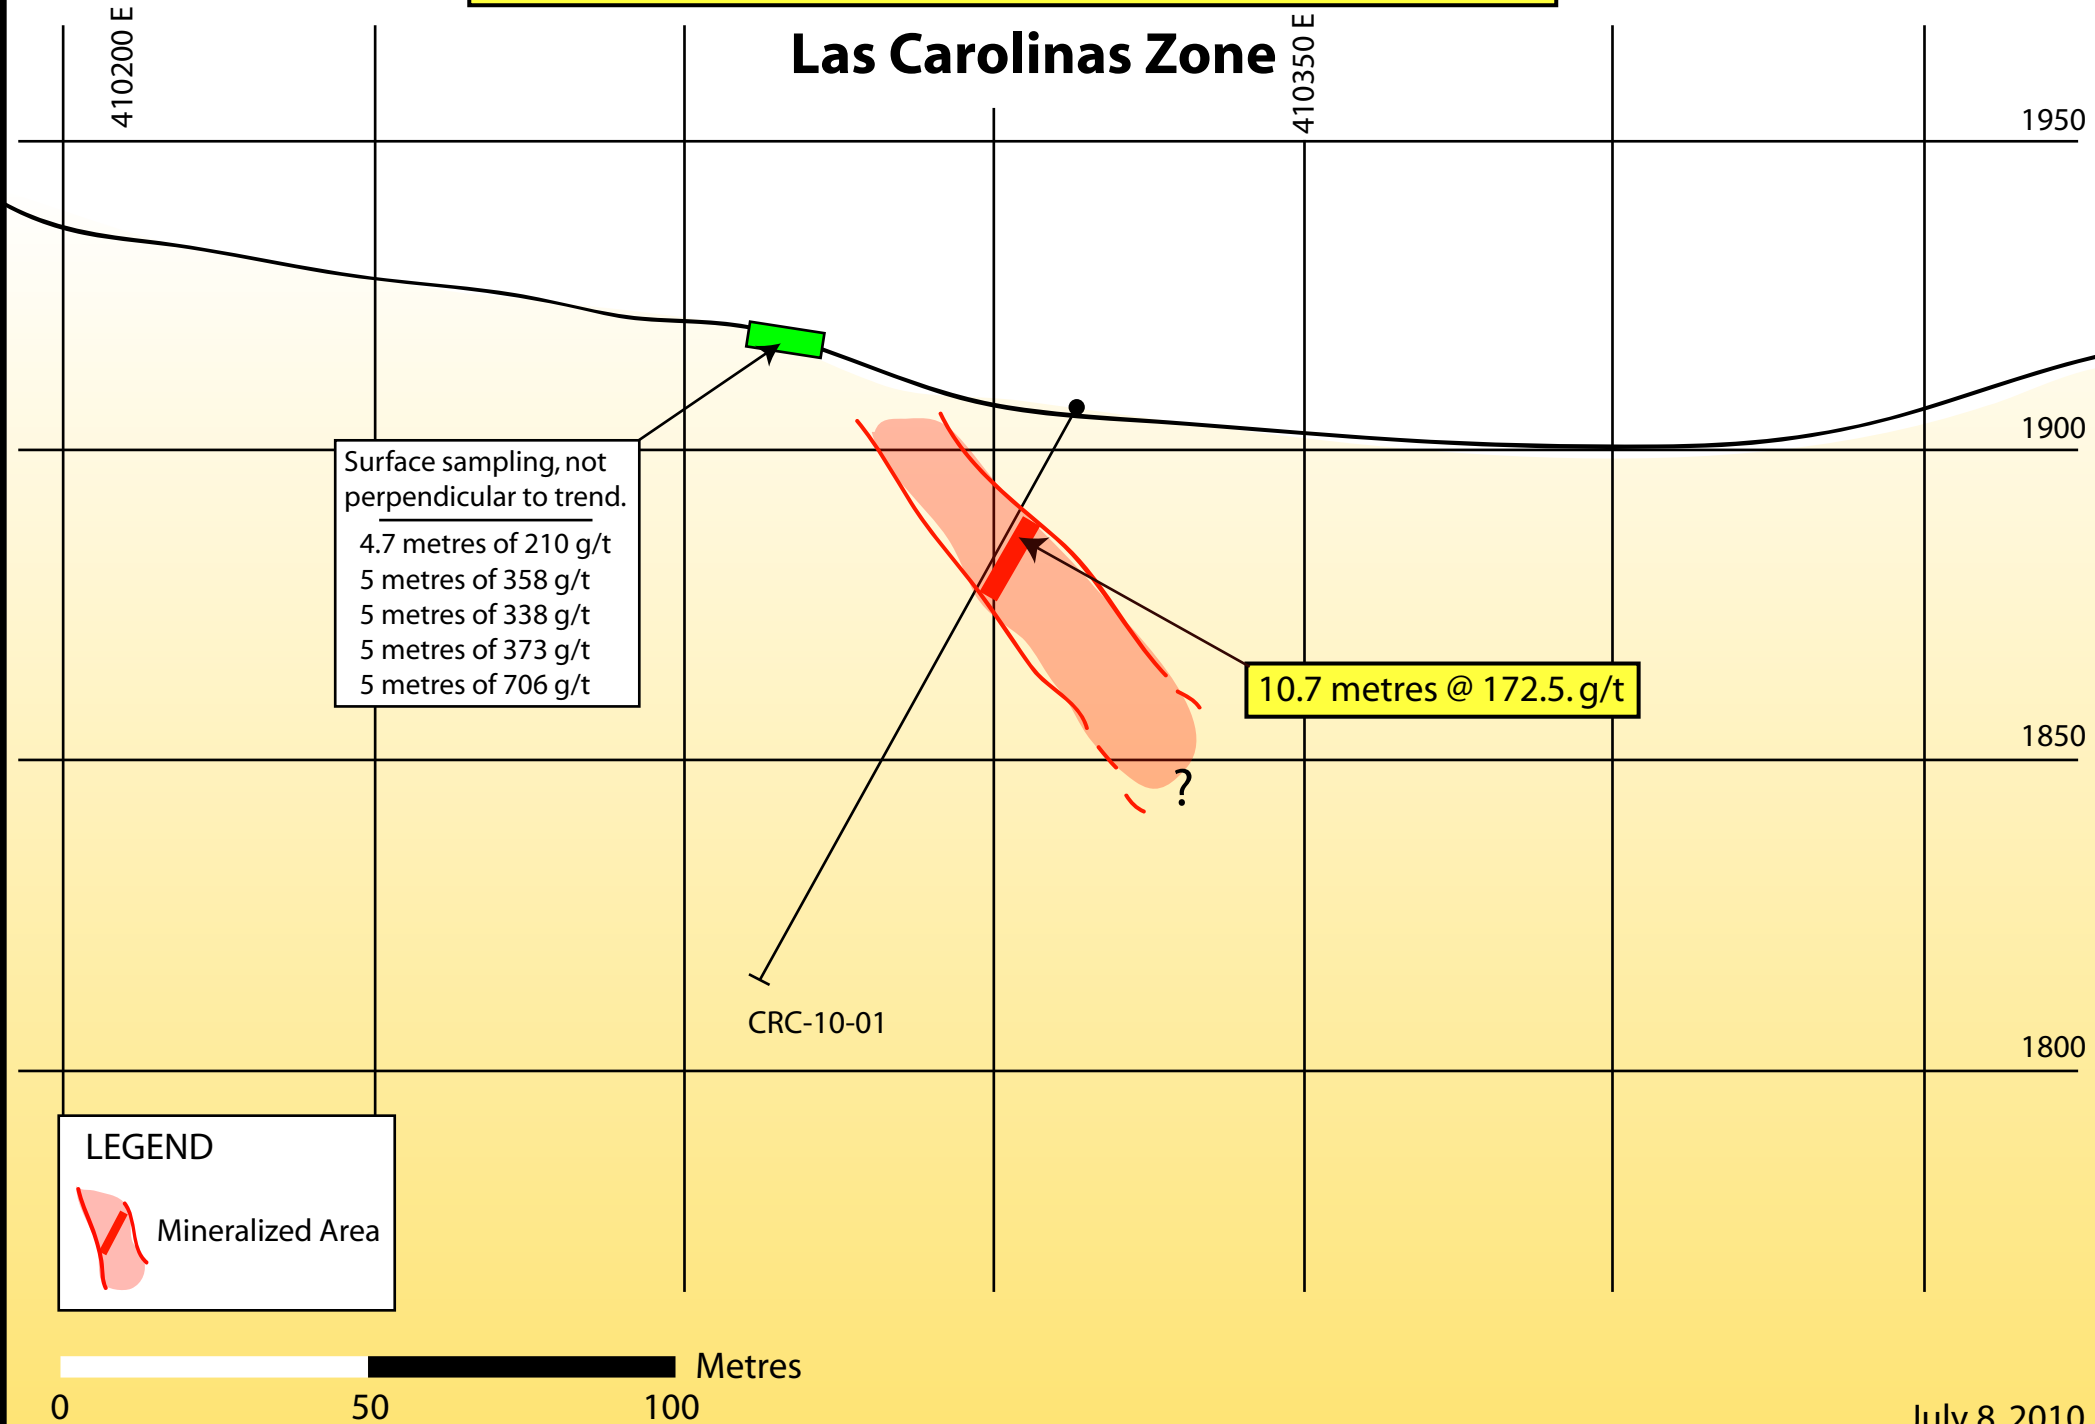 410200 E
Las Carolinas Zone
410350 E
1950
1900
Surface sampling, not
perpendicular to trend.
4.7 metres of 210 g/t
5 metres of 358 g/t
5 metres of 338 g/t
5 metres of 373 g/t
5 metres of 706 g/t
10.7 metres @ 172.5. g/t
1850
?
CRC-10-01
1800
LEGEND
Mineralized Area
Metres
0 50 100
July 8, 2010